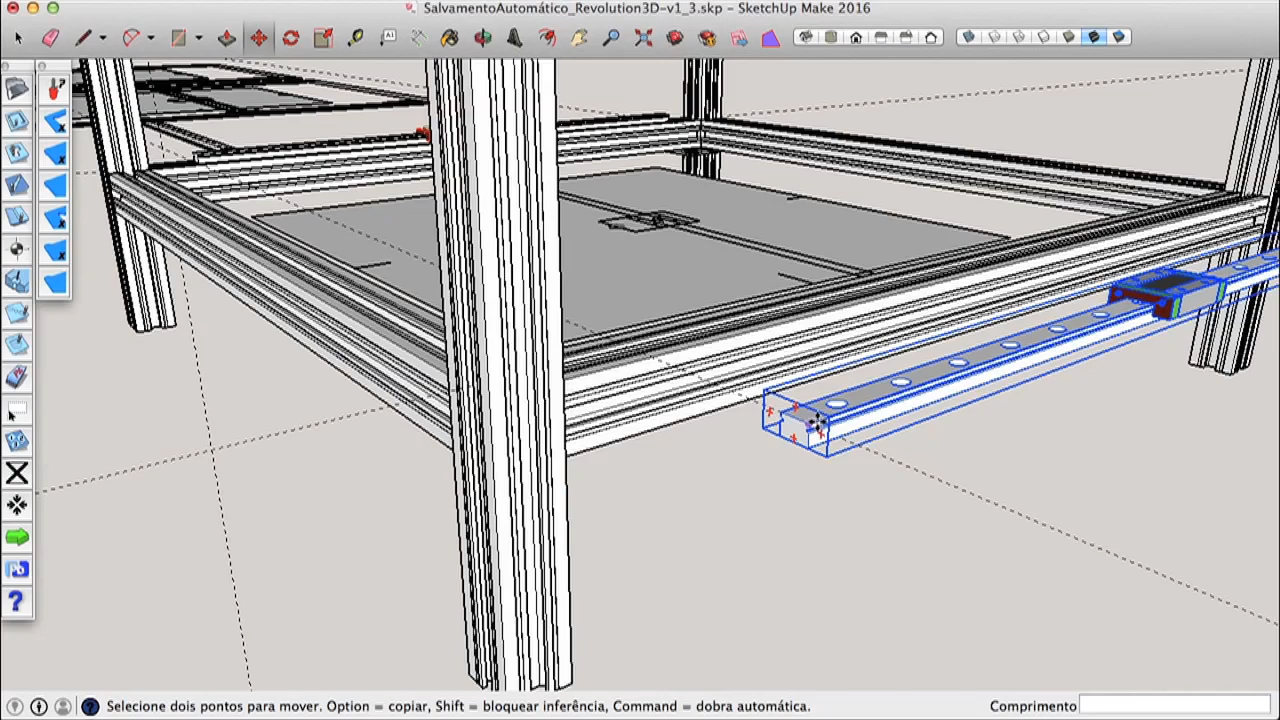 SalvamentoAutomático_Revolution3D-v1_3.skp - SketchUp Make 2016
Selecione dois pontos para mover. Option = copiar, Shift = bloquear inferência, Command = dobra automática.
Comprimento